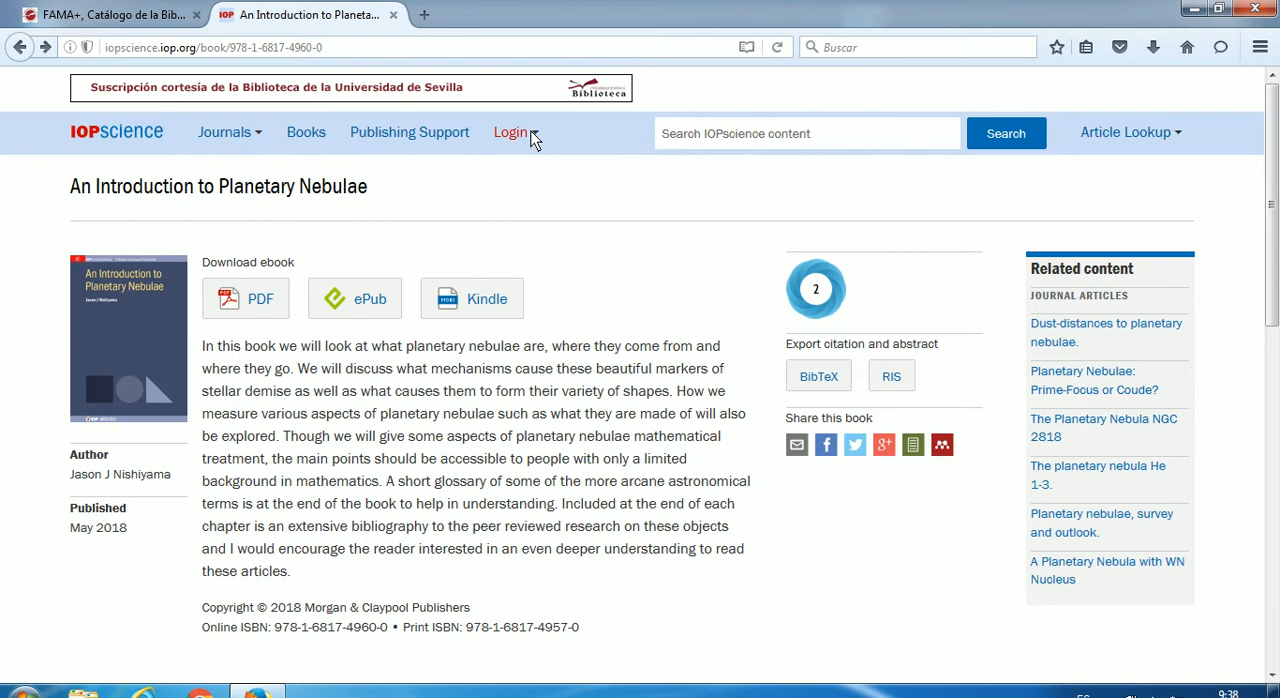 FAMA+, Catálogo de la Bib...
IOP An Introduction to Planeta...
iopscience.iop.org/book/978-1-6817-4960-0
Buscar
Suscripción cortesía de la Biblioteca de la Universidad de Sevilla
Biblioteca
IOPscience
Journals
Books
Publishing Support
Login
Search IOPscience content
Search
Article Lookup
An Introduction to Planetary Nebulae
An Introduction
to Planetary
Nebulae
Jason J Nishiyama
Author
Jason J Nishiyama
Published
May 2018
Download ebook
PDF
ePub
MOBI Kindle
In this book we will look at what planetary nebulae are, where they come from and
where they go. We will discuss what mechanisms cause these beautiful markers of
stellar demise as well as what causes them to form their variety of shapes. How we
measure various aspects of planetary nebulae such as what they are made of will also
be explored. Though we will give some aspects of planetary nebulae mathematical
treatment, the main points should be accessible to people with only a limited
background in mathematics. A short glossary of some of the more arcane astronomical
terms is at the end of the book to help in understanding. Included at the end of each
chapter is an extensive bibliography to the peer reviewed research on these objects
and I would encourage the reader interested in an even deeper understanding to read
these articles.
Copyright © 2018 Morgan & Claypool Publishers
Online ISBN: 978-1-6817-4960-0 • Print ISBN: 978-1-6817-4957-0
2
Export citation and abstract
BibTeX
RIS
Share this book
Related content
JOURNAL ARTICLES
Dust-distances to planetary
nebulae.
Planetary Nebulae:
Prime-Focus or Coude?
The Planetary Nebula NGC
2818
The planetary nebula He
1-3.
Planetary nebulae, survey
and outlook.
A Planetary Nebula with WN
Nucleus
9:38